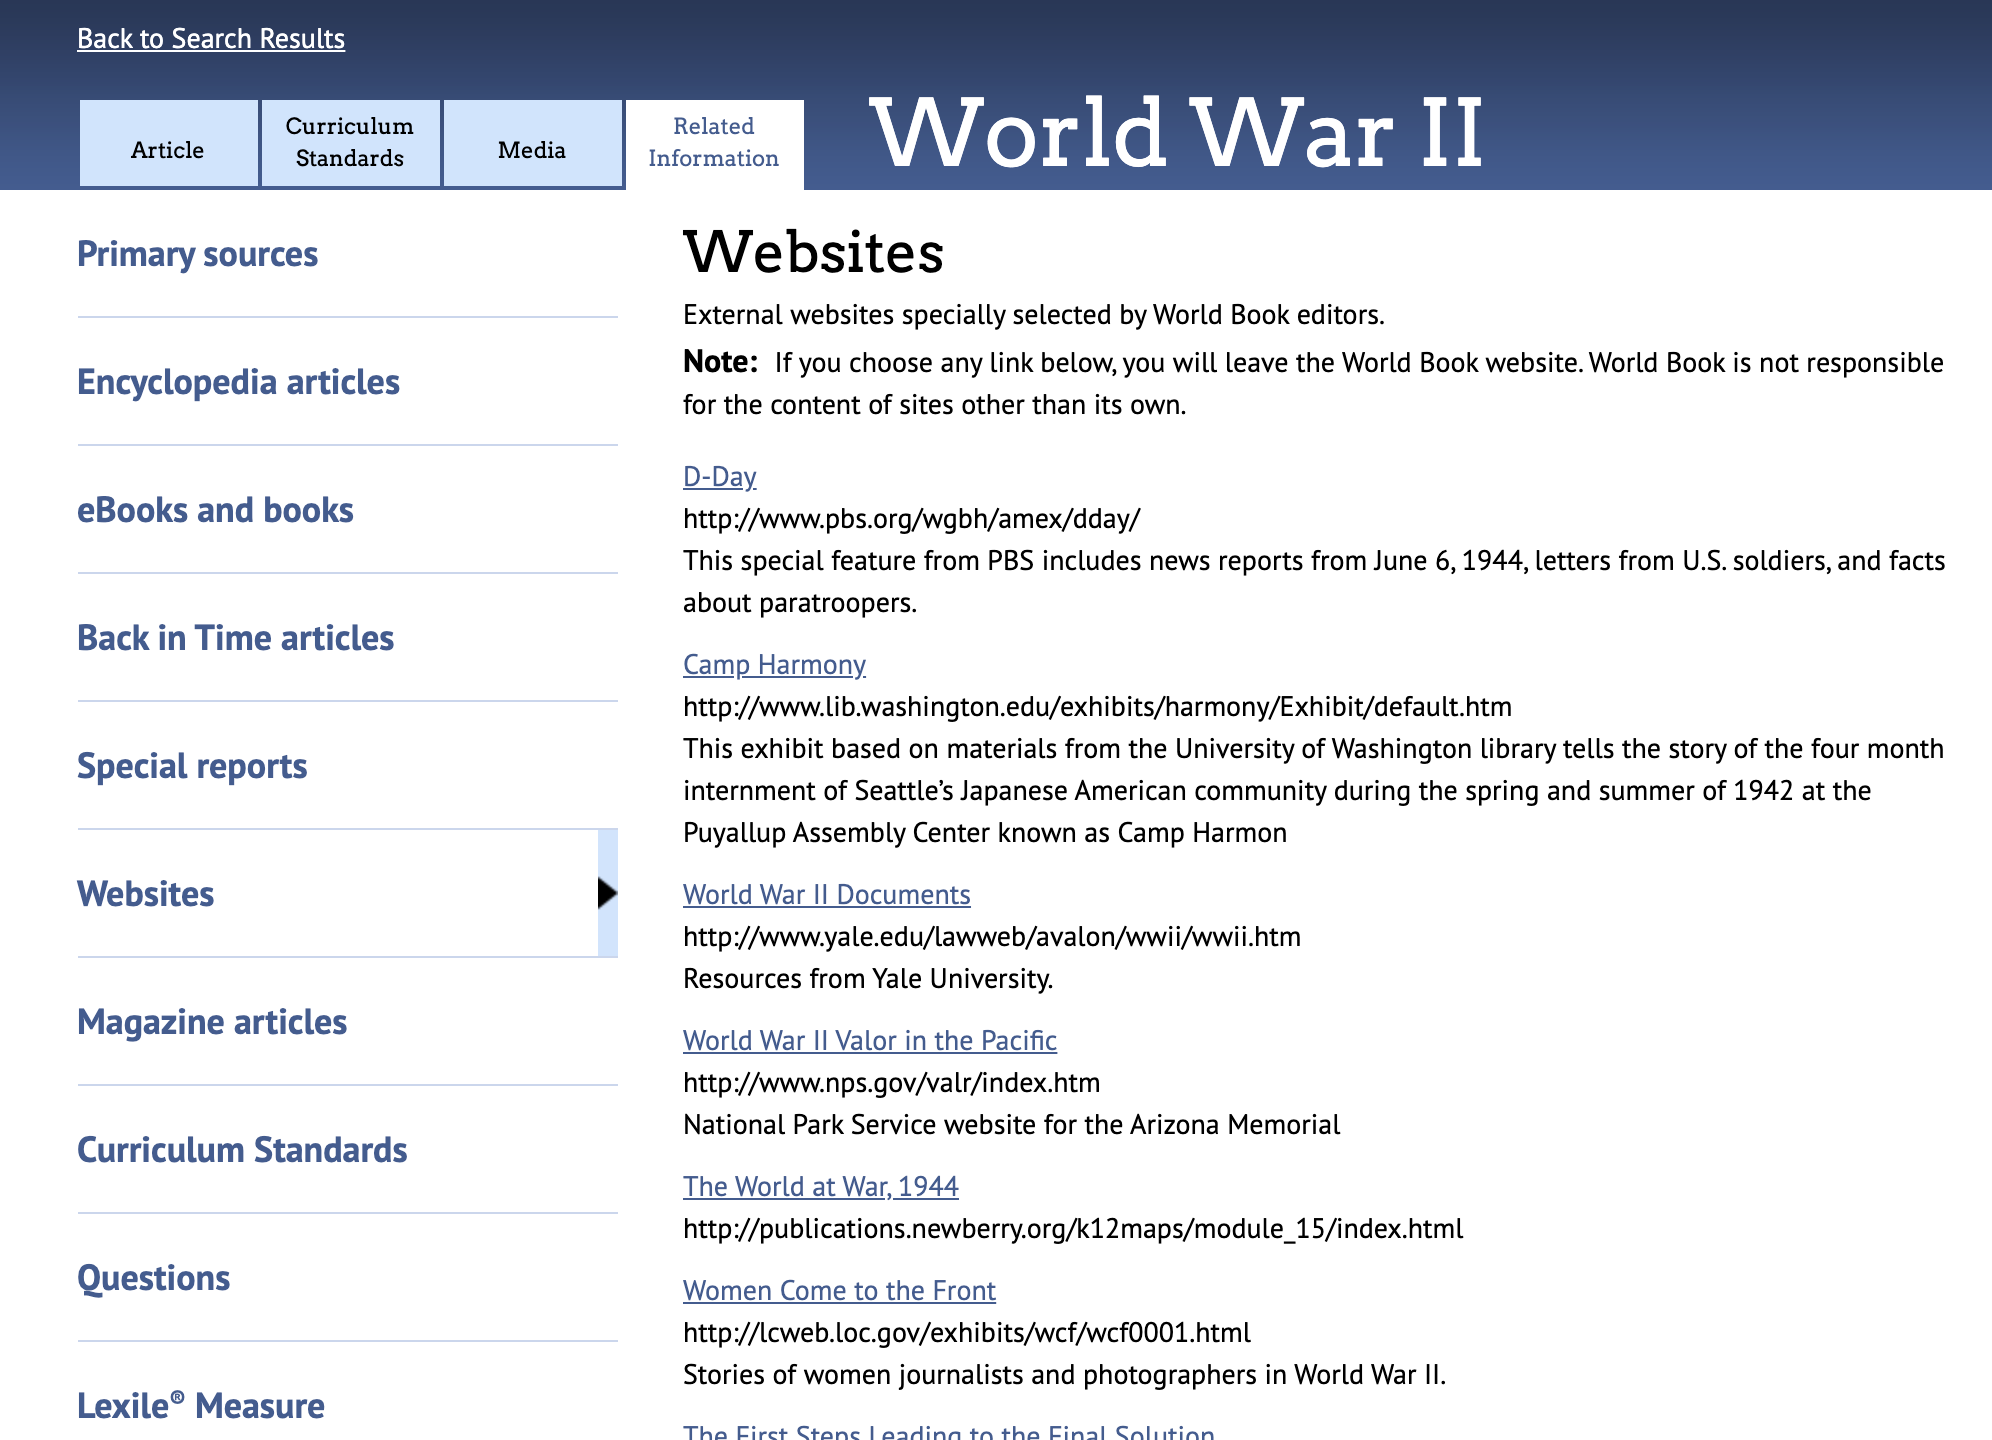 Back to Search Results
Article
Curriculum
Standards
Media
Related
Information
World War II
Primary sources
Encyclopedia articles
eBooks and books
Back in Time articles
Special reports
Websites
Magazine articles
Curriculum Standards
Questions
Lexile® Measure
Websites
External websites specially selected by World Book editors.
Note: If you choose any link below, you will leave the World Book website. World Book is not responsible
for the content of sites other than its own.
D-Day
http://www.pbs.org/wgbh/amex/dday/
This special feature from PBS includes news reports from June 6, 1944, letters from U.S. soldiers, and facts
about paratroopers.
Camp Harmony
http://www.lib.washington.edu/exhibits/harmony/Exhibit/default.htm
This exhibit based on materials from the University of Washington library tells the story of the four month
internment of Seattle’s Japanese American community during the spring and summer of 1942 at the
Puyallup Assembly Center known as Camp Harmon
World War II Documents
http://www.yale.edu/lawweb/avalon/wwii/wwii.htm
Resources from Yale University.
World War II Valor in the Pacific
http://www.nps.gov/valr/index.htm
National Park Service website for the Arizona Memorial
The World at War, 1944
http://publications.newberry.org/k12maps/module_15/index.html
Women Come to the Front
http://lcweb.loc.gov/exhibits/wcf/wcf0001.html
Stories of women journalists and photographers in World War II.
The First Steps Leading to the Final Solution